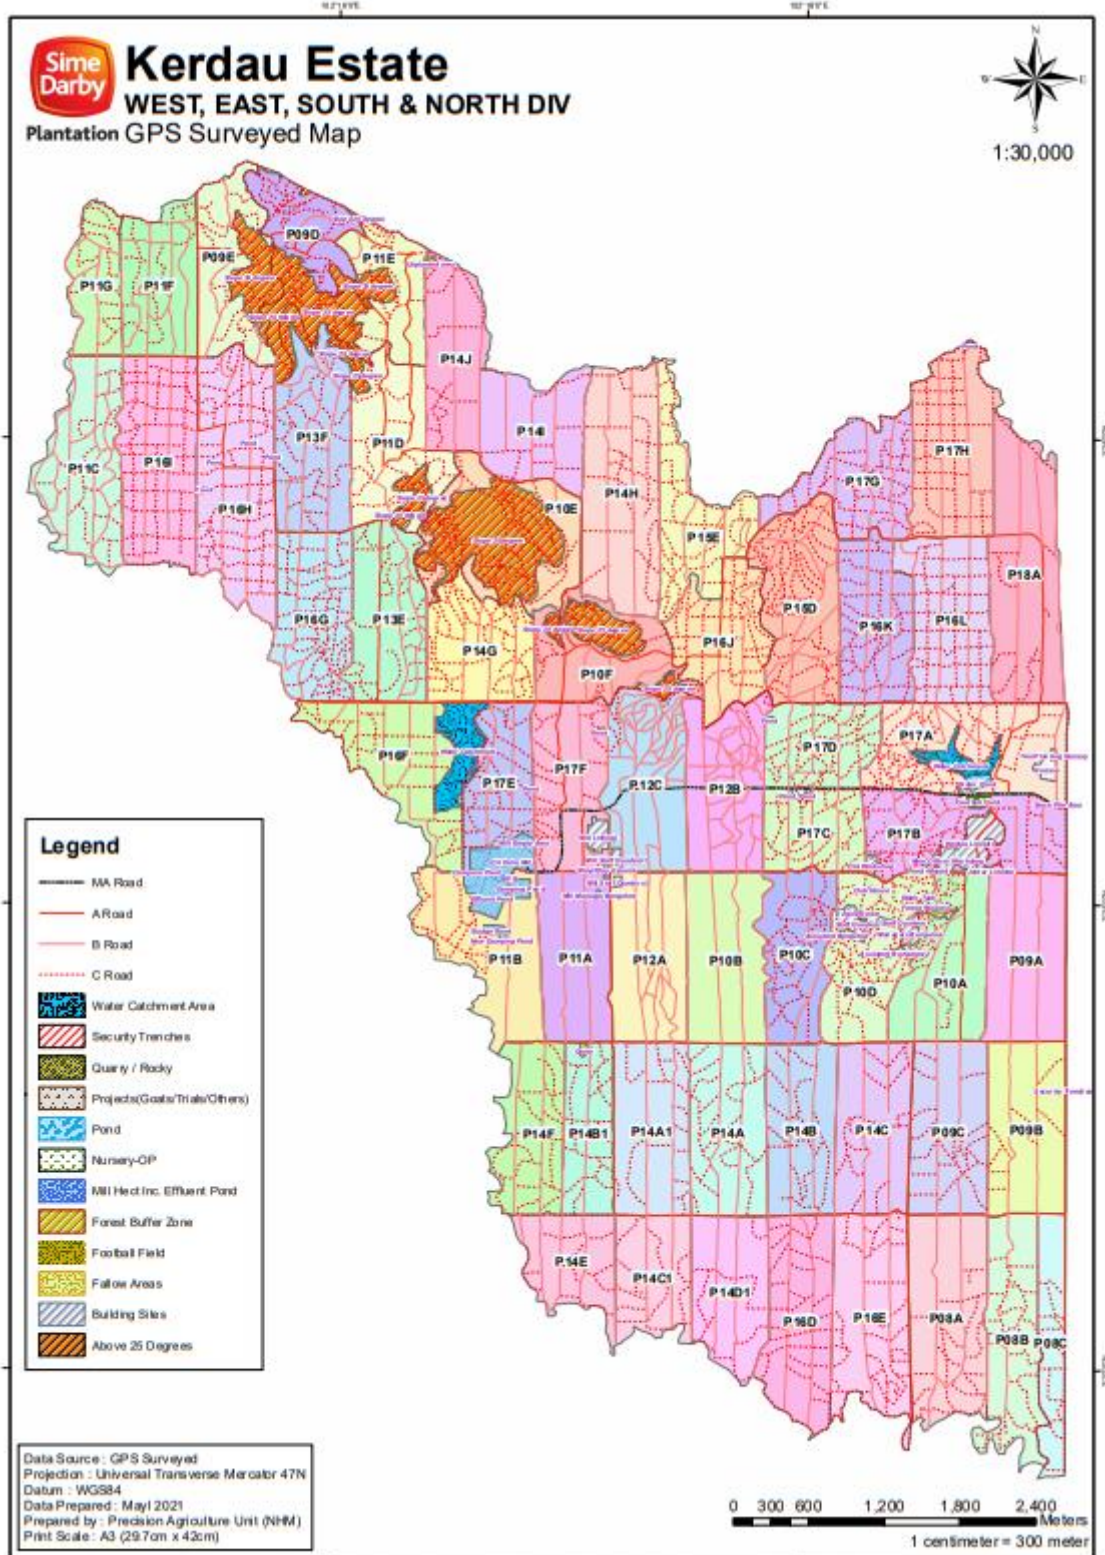 Sime
Darby
Plantation
Kerdau Estate
WEST, EAST, SOUTH & NORTH DIV
GPS Surveyed Map
N
W
E
S
1:30,000
P09D
P09E
P11E
P11G
P11F
P14J
P14I
P13F
P11D
P11C
P16I
P16H
P10E
P14H
P17G
P17H
P15E
P18A
P16G
P13E
P14G
P15D
P16K
P16L
P16J
P10F
P16F
P17E
P17F
P12C
P12B
P17D
P17A
P17C
P17B
P11B
P11A
P12A
P10B
P10C
P10D
P10A
P09A
P14F
P14B1
P14A1
P14A
P14B
P14C
P09C
P09B
P14E
P14C1
P14D1
P16D
P16E
P08A
P08B
P08C
Legend
MA Road
A Road
B Road
C Road
Water Catchment Area
Security Trenches
Quarry / Rocky
Projects(Goats/Trials/Others)
Pond
Nursery-OP
Mill Hect Inc. Effluent Pond
Forest Buffer Zone
Football Field
Fallow Areas
Building Sites
Above 25 Degrees
Data Source : GPS Surveyed
Projection : Universal Transverse Mercator 47N
Datum : WGS84
Data Prepared : Mayl 2021
Prepared by : Precision Agriculture Unit (NHM)
Print Scale : A3 (29.7cm x 42cm)
0 300 600 1,200 1,800 2,400
Meters
1 centimeter = 300 meter